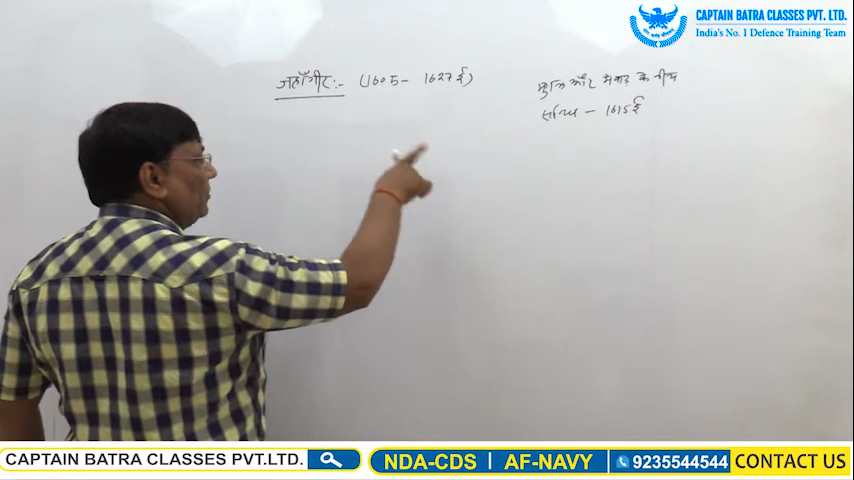 CAPTAIN BATRA CLASSES PVT. LTD.
India's No. 1 Defence Training Team
जहाँगीर:- (1605 - 1627 ई)
और मेवाड़ के बीच
सन्धि - 1615 ई
CAPTAIN BATRA CLASSES PVT.LTD.
NDA-CDS | AF-NAVY
9235544544
CONTACT US